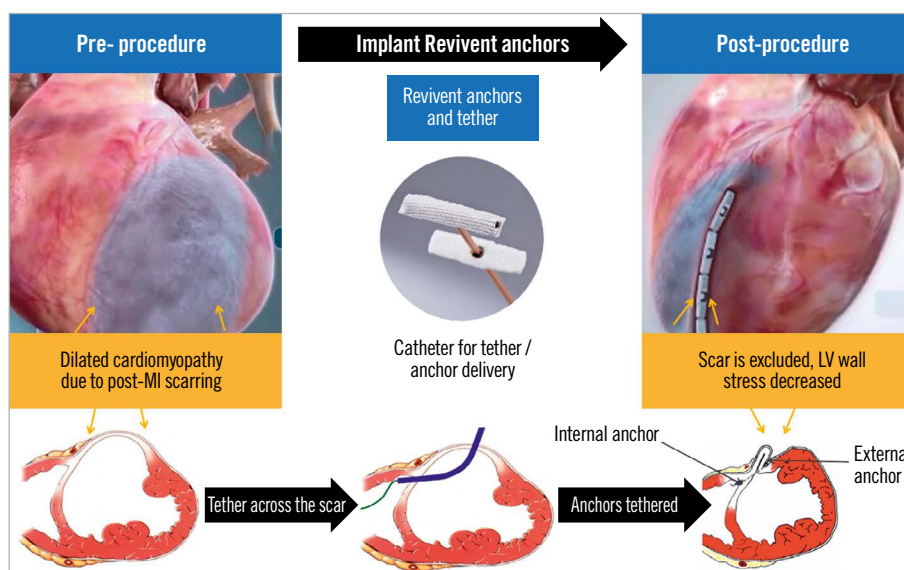 Pre- procedure
Implant Revivent anchors
Post-procedure
Revivent anchors
and tether
Catheter for tether /
anchor delivery
Dilated cardiomyopathy
due to post-MI scarring
Scar is excluded, LV wall
stress decreased
Internal anchor
External
anchor
Tether across the scar
Anchors tethered